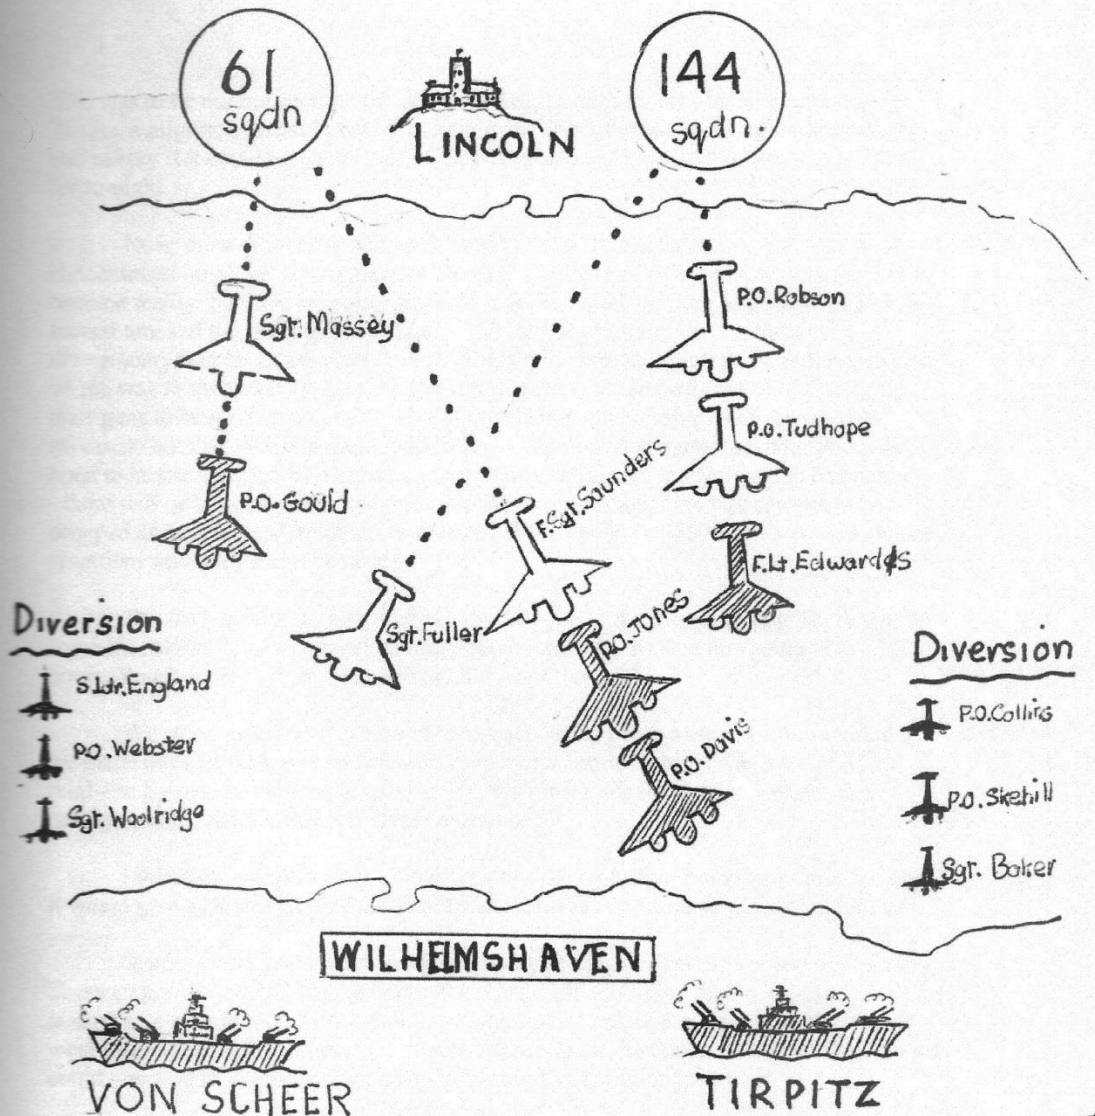 61
sqdn
LINCOLN
144
sqdn
Sgt. Massey
P.O. Robson
P.O. Tudhope
P.O. Gould
F.Sgt. Saunders
F.Lt. Edwards
Sgt. Fuller
P.O. Jones
P.O. Davis
Diversion
S.Ldr. England
P.O. Webster
Sgt. Woolridge
Diversion
P.O. Collins
P.O. Skehill
Sgt. Baker
WILHELMSHAVEN
VON SCHEER
TIRPITZ